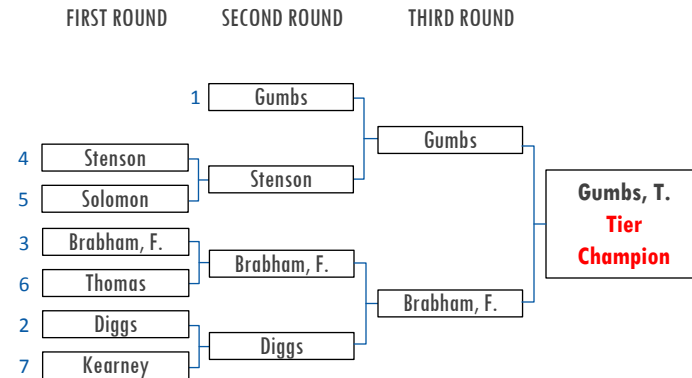 FIRST ROUND SECOND ROUND THIRD ROUND
1 Gumbs
Gumbs
4 Stenson
Stenson
5 Solomon
Gumbs, T.
Tier
Champion
3 Brabham, F.
Brabham, F.
6 Thomas
Brabham, F.
2 Diggs
Diggs
7 Kearney